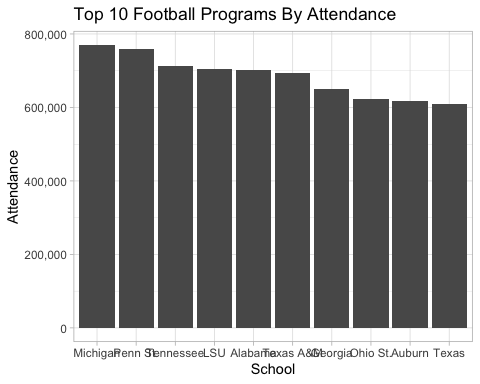 Top 10 Football Programs By Attendance
800,000
600,000
400,000
200,000
0
Attendance
Michigan Penn St. Tennessee LSU Alabama Texas A&M Georgia Ohio St. Auburn Texas
School